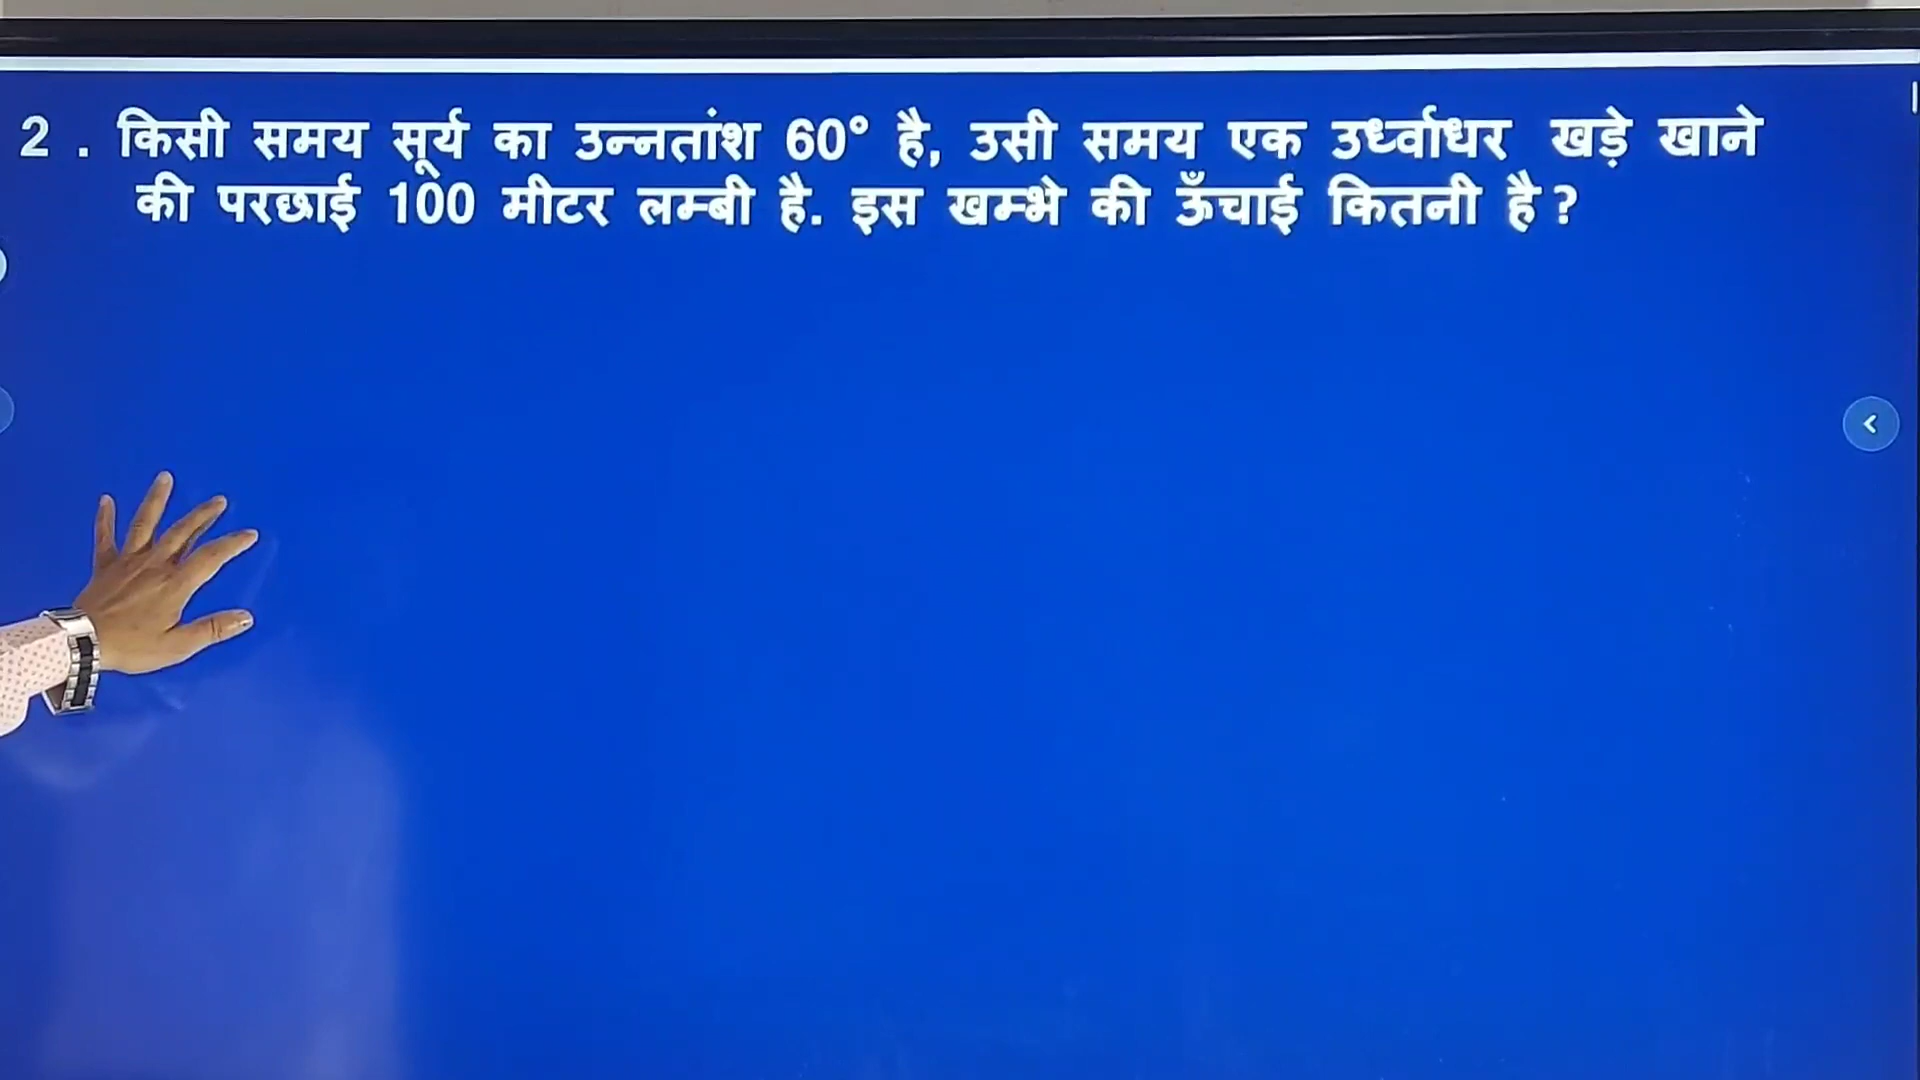 2 . किसी समय सूर्य का उन्नतांश 60° है, उसी समय एक उर्ध्वाधर खड़े खाने
की परछाई 100 मीटर लम्बी है. इस खम्भे की ऊँचाई कितनी है ?